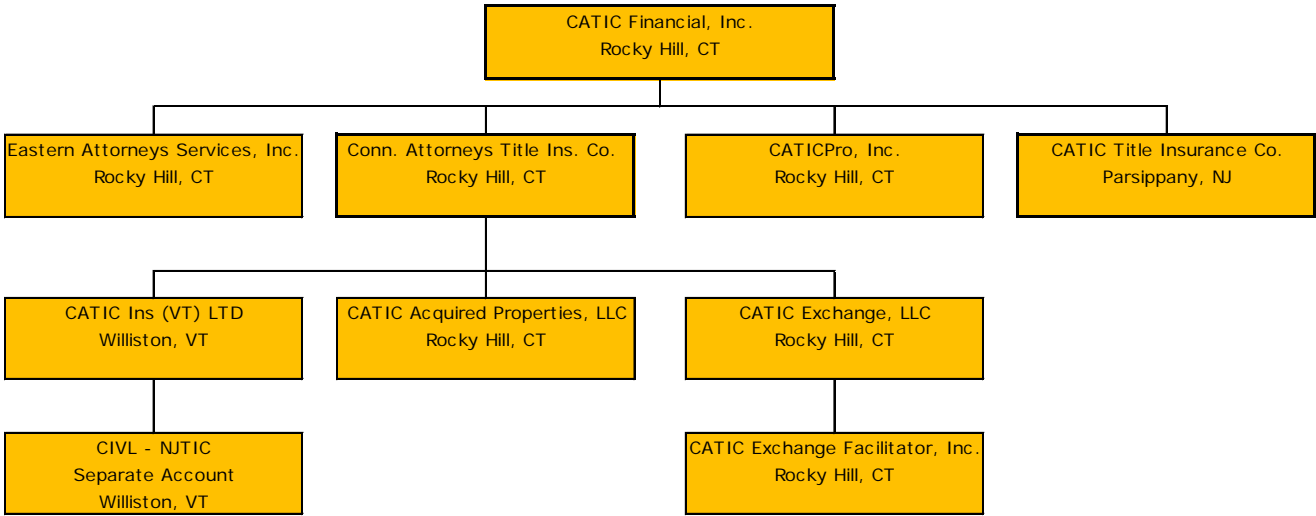 CATIC Financial, Inc.
Rocky Hill, CT
Eastern Attorneys Services, Inc.
Rocky Hill, CT
Conn. Attorneys Title Ins. Co.
Rocky Hill, CT
CATICPro, Inc.
Rocky Hill, CT
CATIC Title Insurance Co.
Parsippany, NJ
CATIC Ins (VT) LTD
Williston, VT
CATIC Acquired Properties, LLC
Rocky Hill, CT
CATIC Exchange, LLC
Rocky Hill, CT
CIVL - NJTIC
Separate Account
Williston, VT
CATIC Exchange Facilitator, Inc.
Rocky Hill, CT